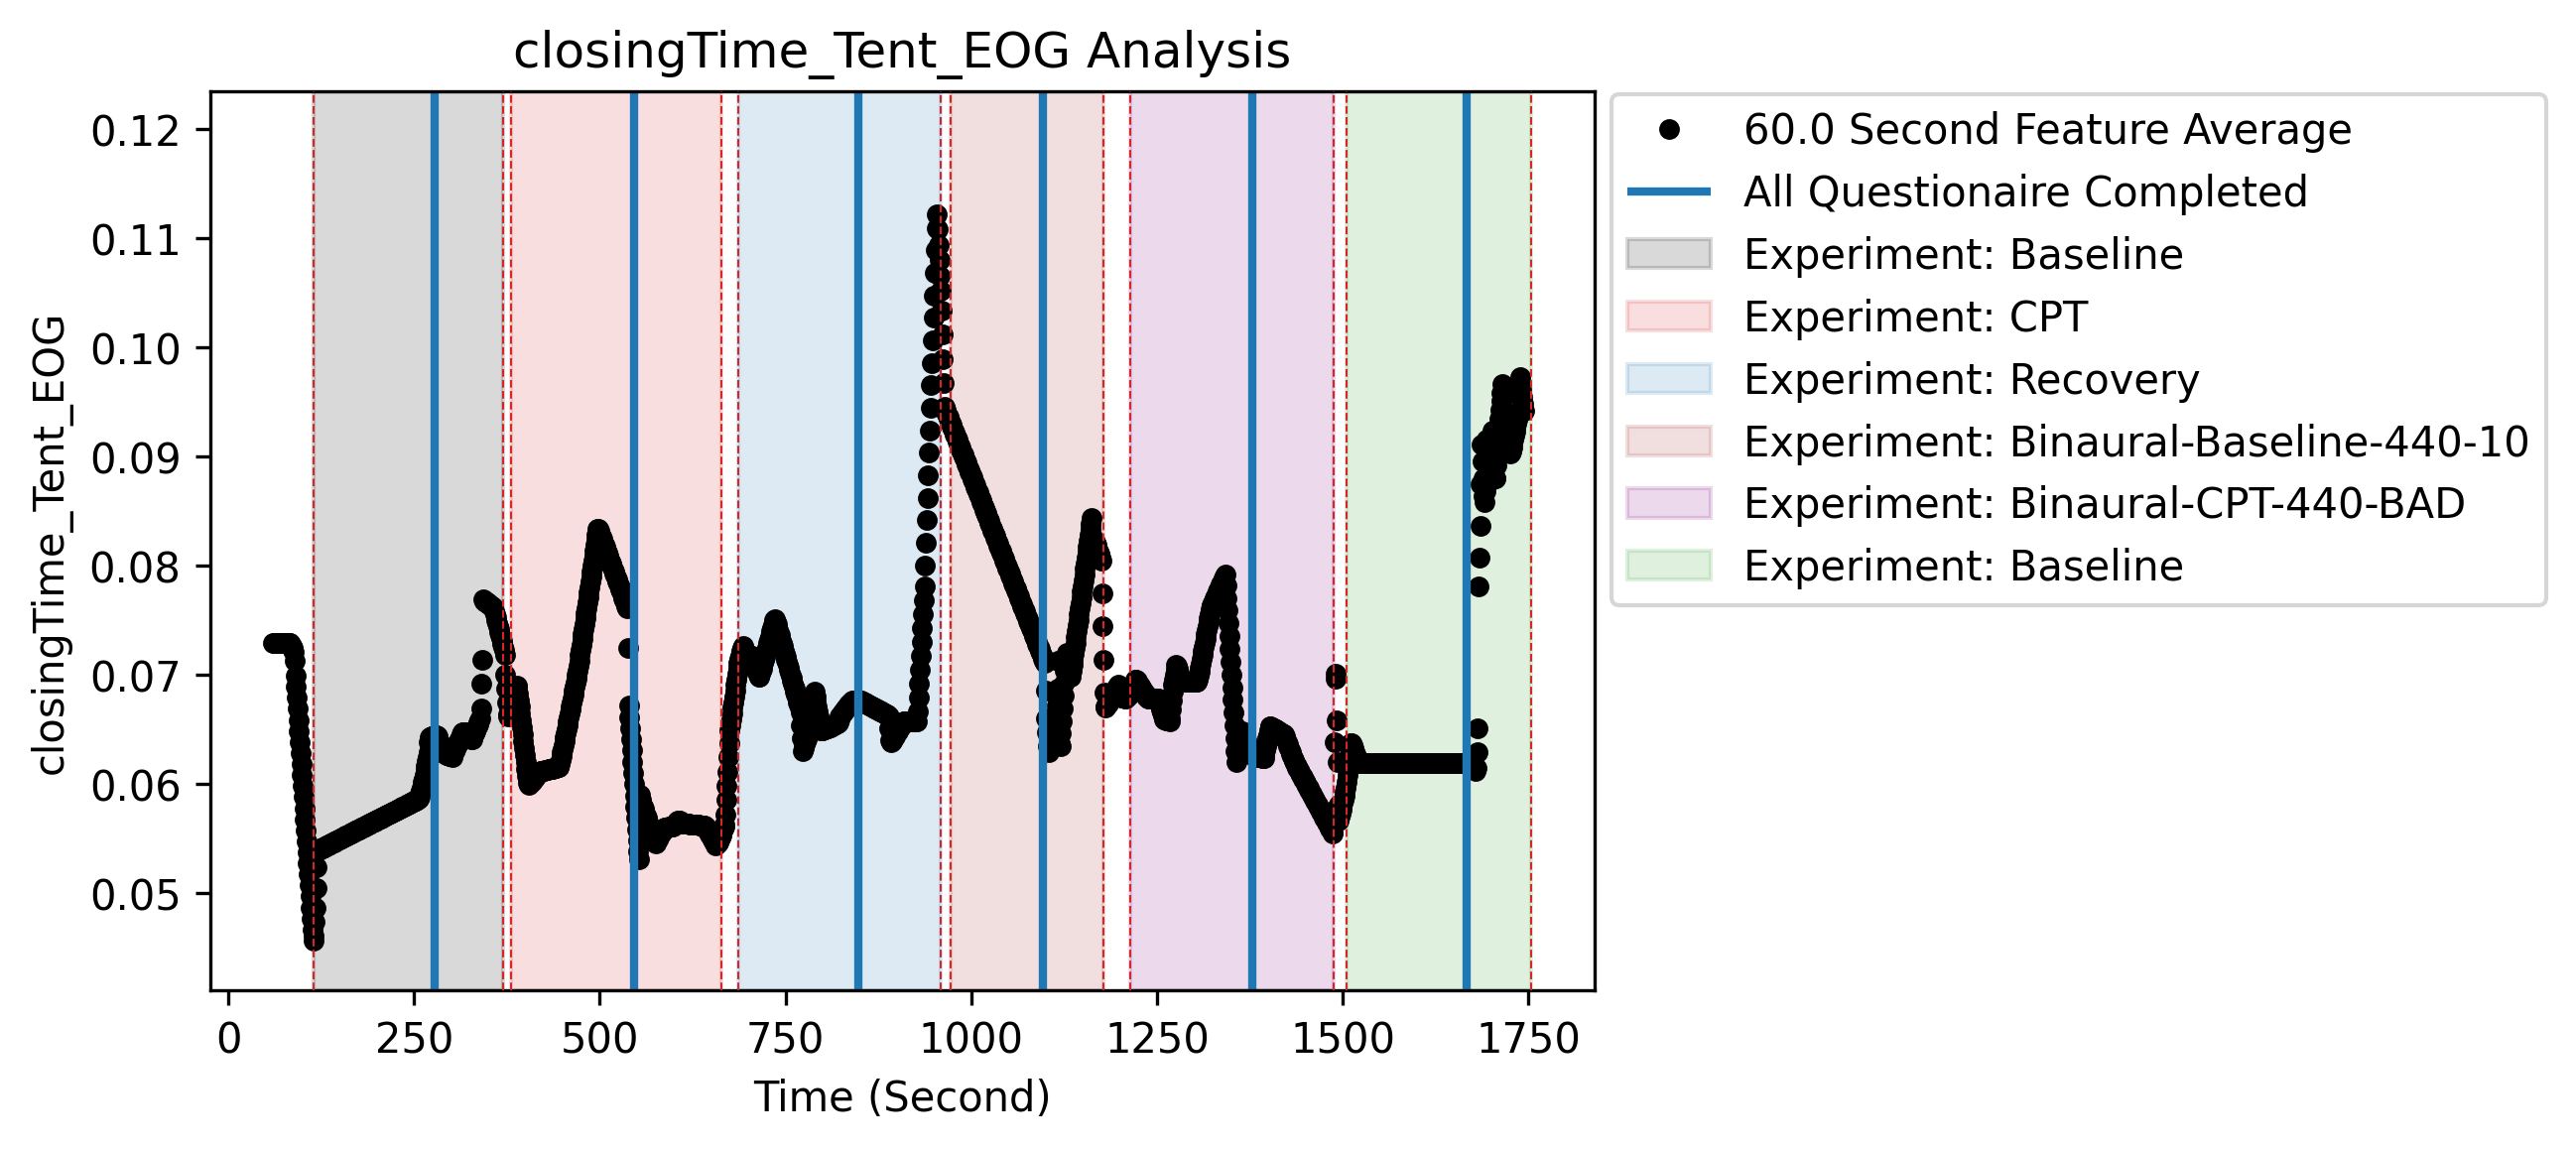 closingTime_Tent_EOG Analysis
closingTime_Tent_EOG
0.12
0.11
0.10
0.09
0.08
0.07
0.06
0.05
0 250 500 750 1000 1250 1500 1750
Time (Second)
60.0 Second Feature Average
All Questionaire Completed
Experiment: Baseline
Experiment: CPT
Experiment: Recovery
Experiment: Binaural-Baseline-440-10
Experiment: Binaural-CPT-440-BAD
Experiment: Baseline